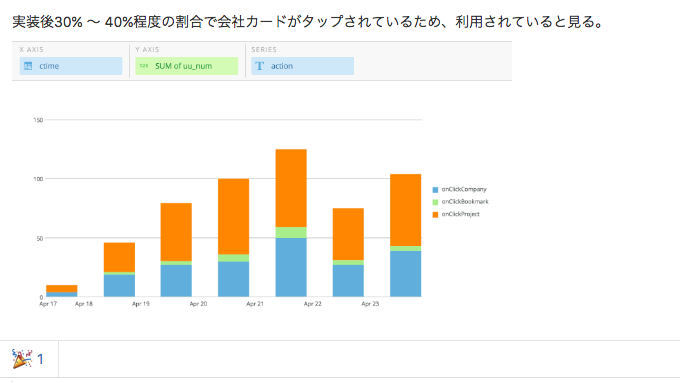 実装後30% 〜 40%程度の割合で会社カードがタップされているため、利用されていると見る。
X AXIS
ctime
Y AXIS
123 SUM of uu_num
SERIES
T action
150
100
50
0
Apr 17 Apr 18 Apr 19 Apr 20 Apr 21 Apr 22 Apr 23
onClickCompany
onClickBookmark
onClickProject
1